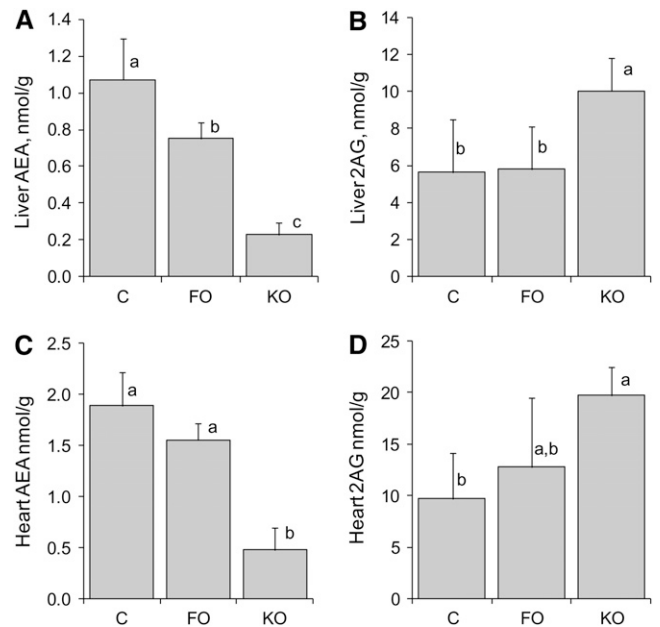 A
Liver AEA, nmol/g
1.4
1.2
1.0
0.8
0.6
0.4
0.2
0.0
a
b
c
C FO KO
B
Liver 2AG, nmol/g
14
12
10
8
6
4
2
0
b
b
a
C FO KO
C
Heart AEA nmol/g
2.5
2.0
1.5
1.0
0.5
0.0
a
a
b
C FO KO
D
Heart 2AG nmol/g
25
20
15
10
5
0
b
a,b
a
C FO KO